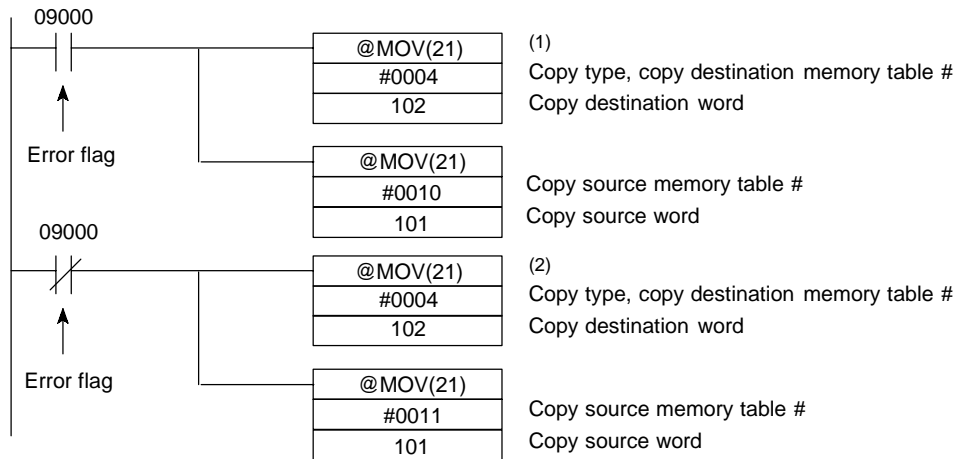 09000
@MOV(21) (1)
#0004 Copy type, copy destination memory table #
102 Copy destination word
Error flag
@MOV(21)
#0010 Copy source memory table #
101 Copy source word
09000
@MOV(21) (2)
#0004 Copy type, copy destination memory table #
102 Copy destination word
Error flag
@MOV(21)
#0011 Copy source memory table #
101 Copy source word